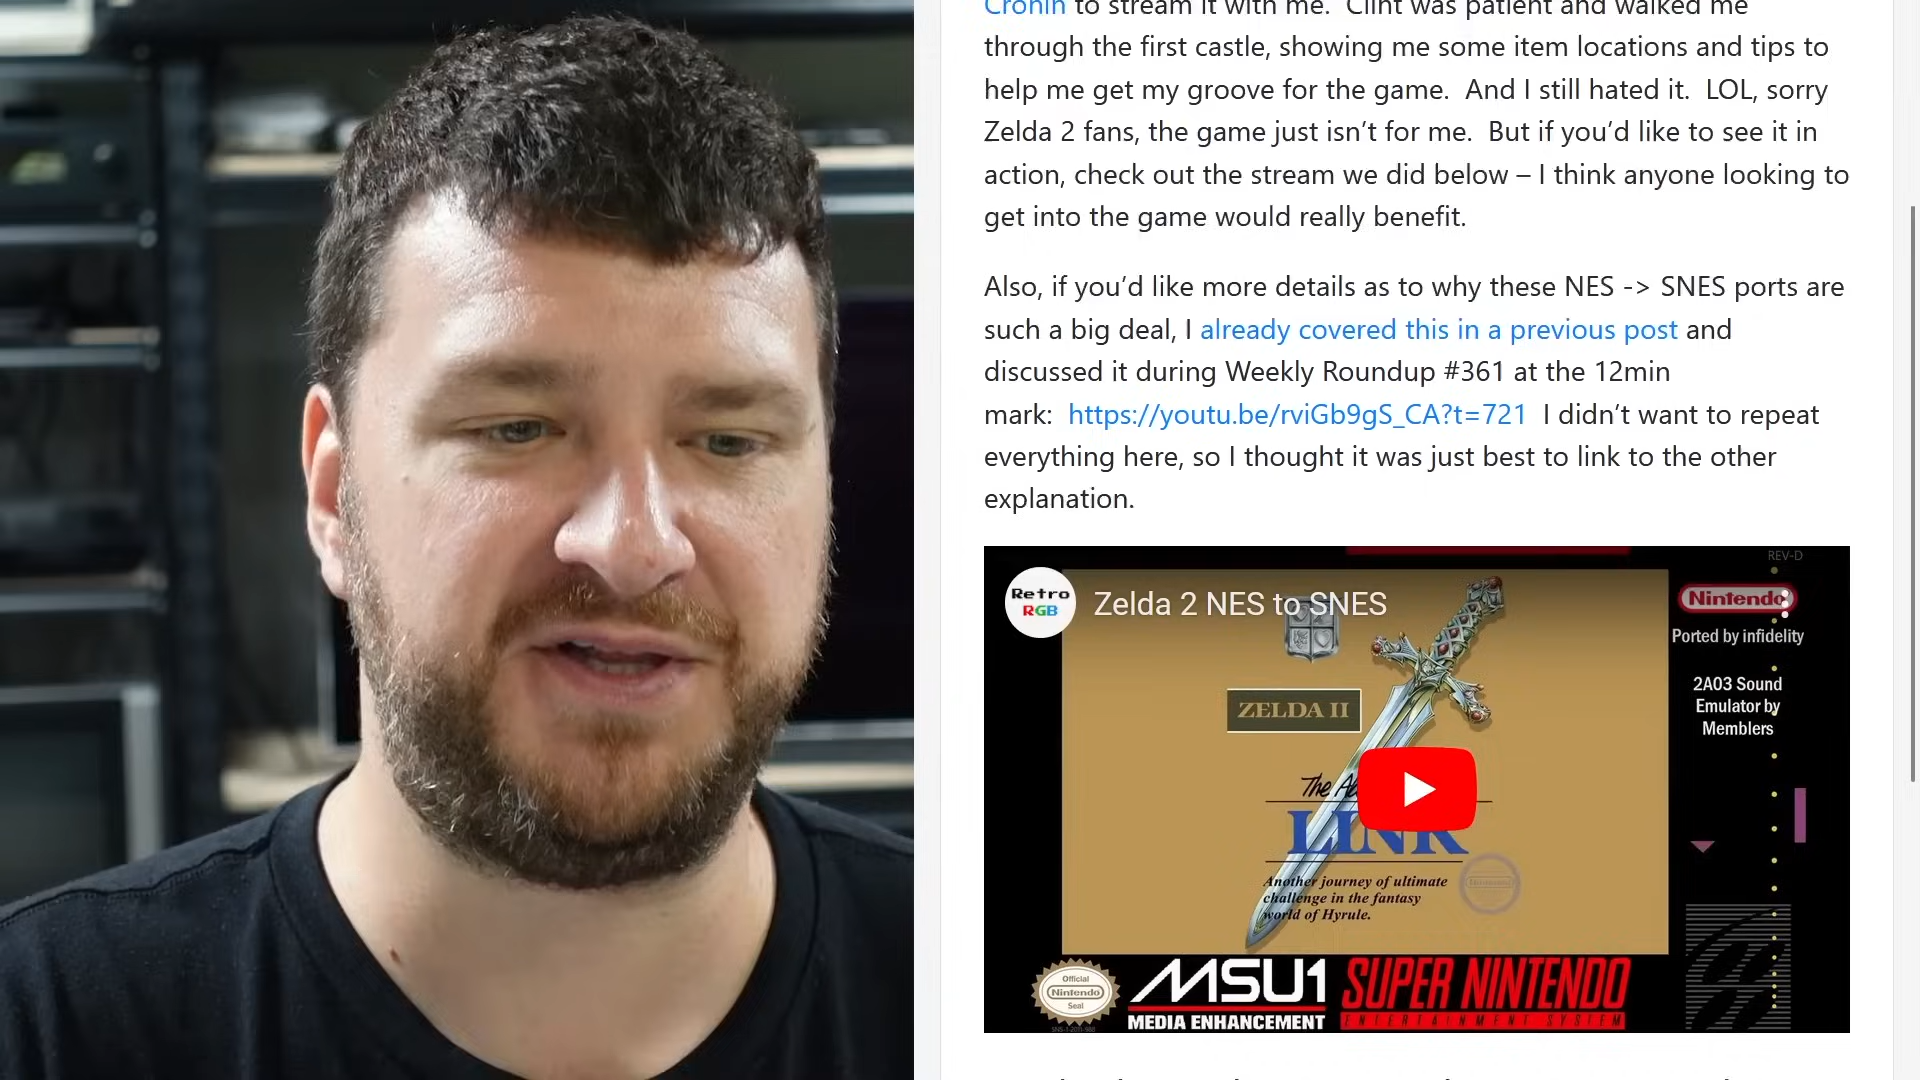 Cronin to stream it with me.  Clint was patient and walked me
through the first castle, showing me some item locations and tips to
help me get my groove for the game.  And I still hated it.  LOL, sorry
Zelda 2 fans, the game just isn’t for me.  But if you’d like to see it in
action, check out the stream we did below – I think anyone looking to
get into the game would really benefit.
Also, if you’d like more details as to why these NES -> SNES ports are
such a big deal, I already covered this in a previous post and
discussed it during Weekly Roundup #361 at the 12min
mark:  https://youtu.be/rviGb9gS_CA?t=721  I didn’t want to repeat
everything here, so I thought it was just best to link to the other
explanation.
REV-D
Retro
RGB
Zelda 2 NES to SNES
Nintendo
Ported by infidelity
2A03 Sound
Emulator by
Memblers
ZELDA II
The
LINK
Another journey of ultimate
challenge in the fantasy
world of Hyrule.
Official
Nintendo
Seal
MSU1
MEDIA ENHANCEMENT
SUPER NINTENDO
ENTERTAINMENT SYSTEM